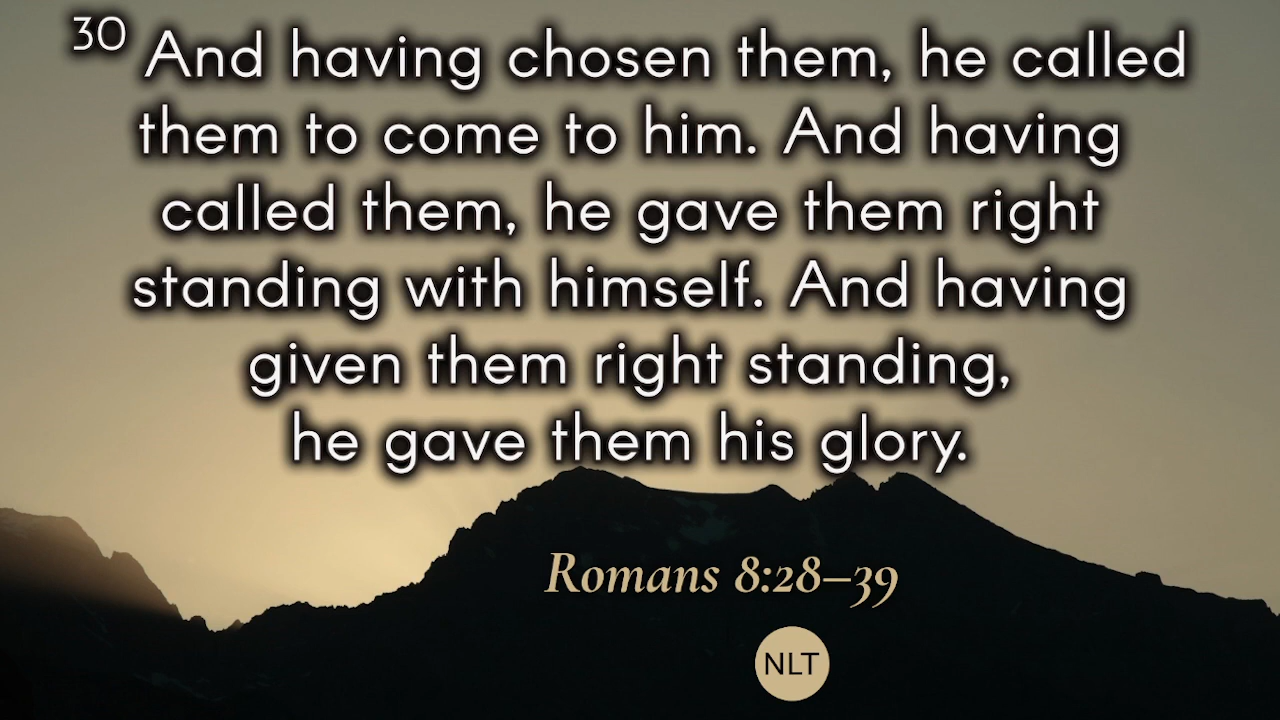 30 And having chosen them, he called
them to come to him. And having
called them, he gave them right
standing with himself. And having
given them right standing,
he gave them his glory.
Romans 8:28–39
NLT